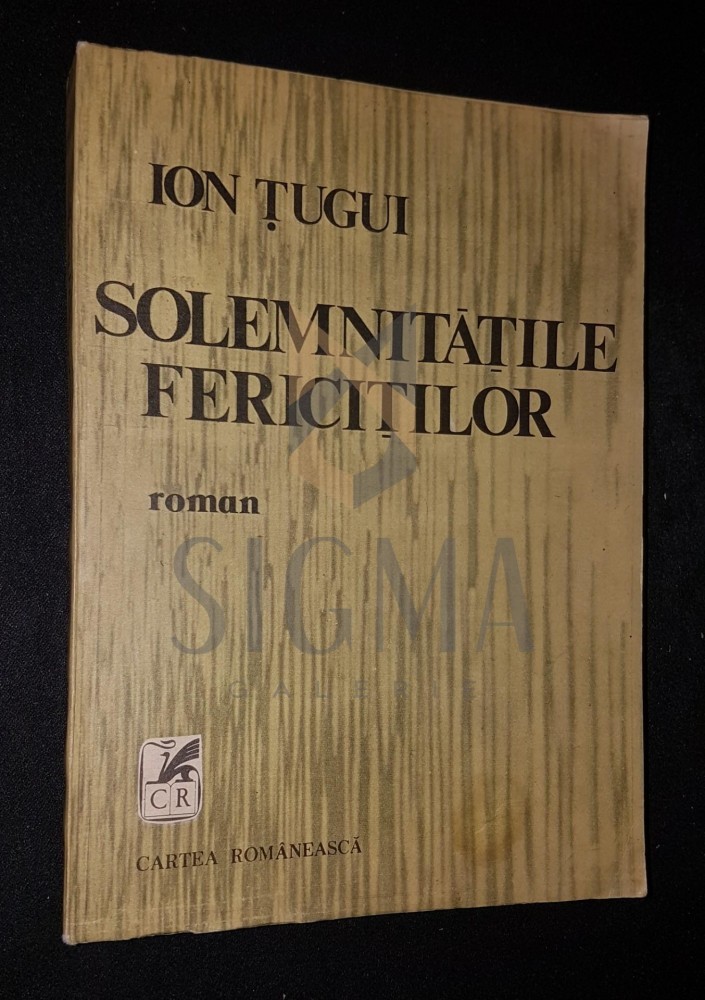 ION ȚUGUI
SOLEMNITĂȚILE
FERICIȚILOR
roman
SIGMA
GALERIE
CR
CARTEA ROMÂNEASCĂ